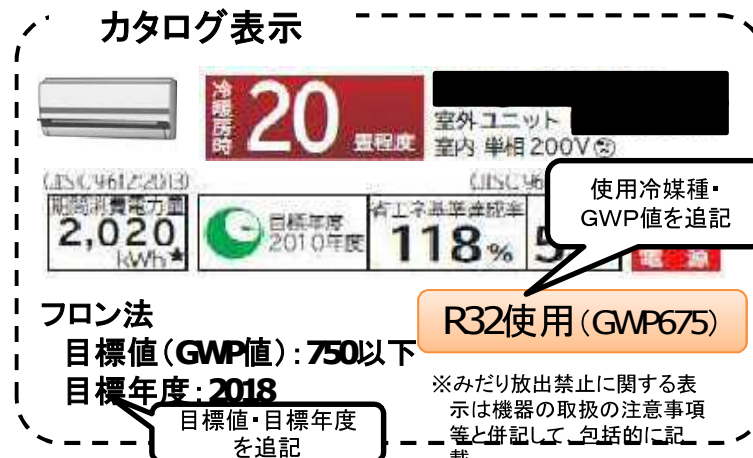 カタログ表示
冷暖房時 20 畳程度
室外ユニット
室内 単相200V
(JIS C 9612:2013)
期間消費電力量
2,020
kWh★
目標年度
2010年度
省エネ基準達成率
118%
使用冷媒種・
GWP値を追記
電源
フロン法
目標値(GWP値):750以下
目標年度:2018
R32使用(GWP675)
目標値・目標年度
を追記
※みだり放出禁止に関する表
示は機器の取扱の注意事項
等と併記して、包括的に記
載